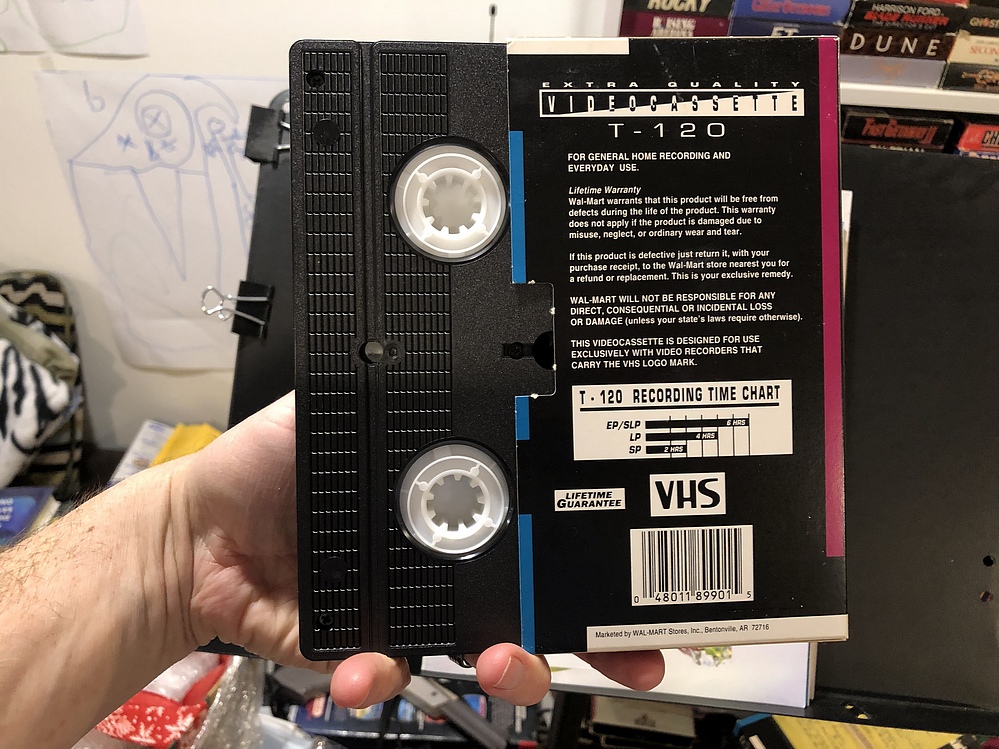 ROCKY
HARRISON FORD
BLADE RUNNER
DUNE
EXTRA QUALITY
VIDEOCASSETTE
T-120
FOR GENERAL HOME RECORDING AND
EVERYDAY USE.
Lifetime Warranty
Wal-Mart warrants that this product will be free from
defects during the life of the product. This warranty
does not apply if the product is damaged due to
misuse, neglect, or ordinary wear and tear.
If this product is defective just return it, with your
purchase receipt, to the Wal-Mart store nearest you for
a refund or replacement. This is your exclusive remedy.
WAL-MART WILL NOT BE RESPONSIBLE FOR ANY
DIRECT, CONSEQUENTIAL OR INCIDENTAL LOSS
OR DAMAGE (unless your state's laws require otherwise).
THIS VIDEOCASSETTE IS DESIGNED FOR USE
EXCLUSIVELY WITH VIDEO RECORDERS THAT
CARRY THE VHS LOGO MARK.
T-120 RECORDING TIME CHART
EP/SLP 6 HRS
LP 4 HRS
SP 2 HRS
LIFETIME
GUARANTEE
VHS
0 48011 89901 5
Marketed by WAL-MART Stores, Inc., Bentonville, AR 72716